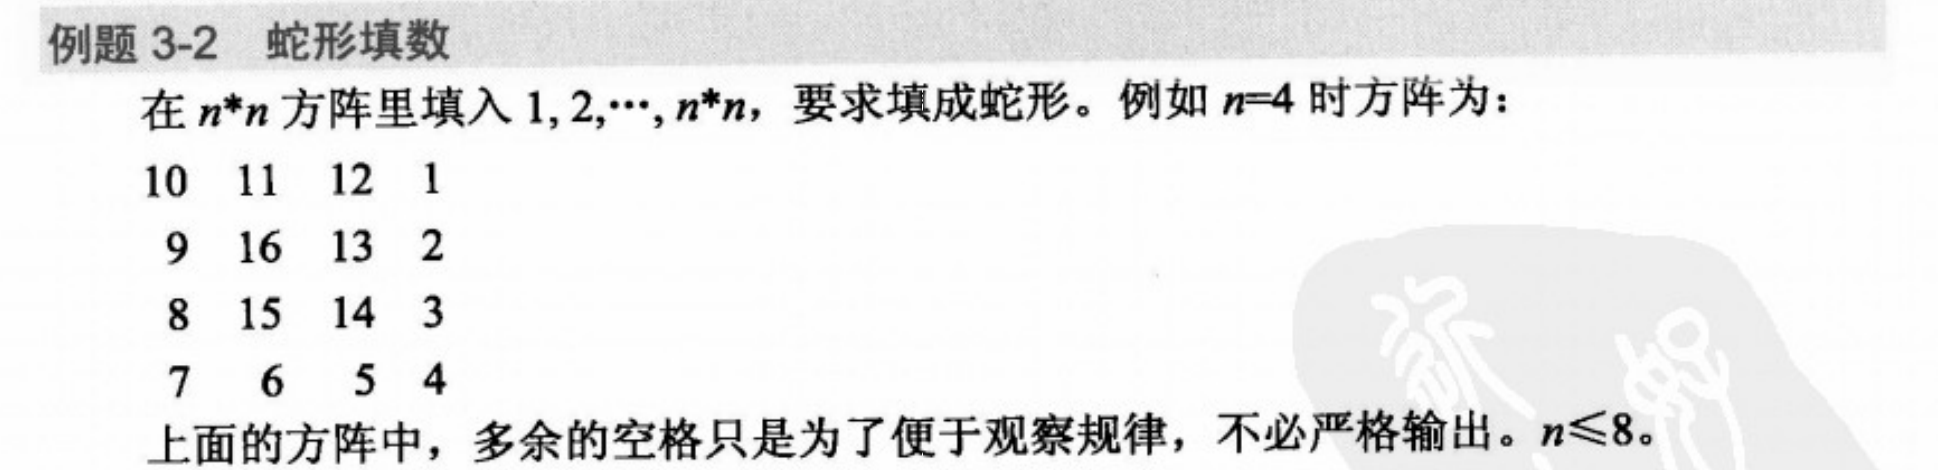 例题 3-2 蛇形填数
在 n*n 方阵里填入 1, 2,…, n*n，要求填成蛇形。例如 n=4 时方阵为：
10 11 12 1
9 16 13 2
8 15 14 3
7 6 5 4
上面的方阵中，多余的空格只是为了便于观察规律，不必严格输出。n≤8。